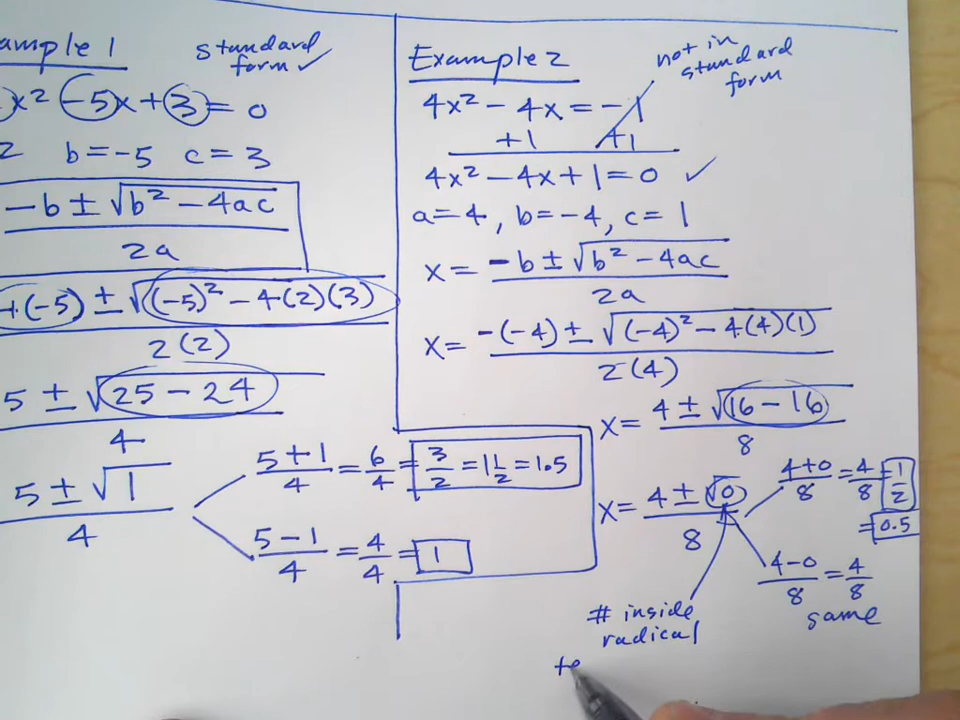 ample 1
standard
form ✓
x² -5x + 3 = 0
2 b = -5 c = 3
-b ± √b² - 4ac
2a
+(-5) ± √(-5)² - 4(2)(3)
2(2)
5 ± √25 - 24
4
5 ± √1
4
5+1/4 = 6/4 = 3/2 = 1 1/2 = 1.5
5-1/4 = 4/4 = 1
Example 2
not in
standard
form
4x² - 4x = -1
+1 +1
4x² - 4x + 1 = 0 ✓
a = 4, b = -4, c = 1
x = -b ± √b² - 4ac
2a
x = -(-4) ± √(-4)² - 4(4)(1)
2(4)
x = 4 ± √16 - 16
8
x = 4 ± √0
8
4+0/8 = 4/8 = 1/2
= 0.5
4-0/8 = 4/8
same
# inside
radical
te